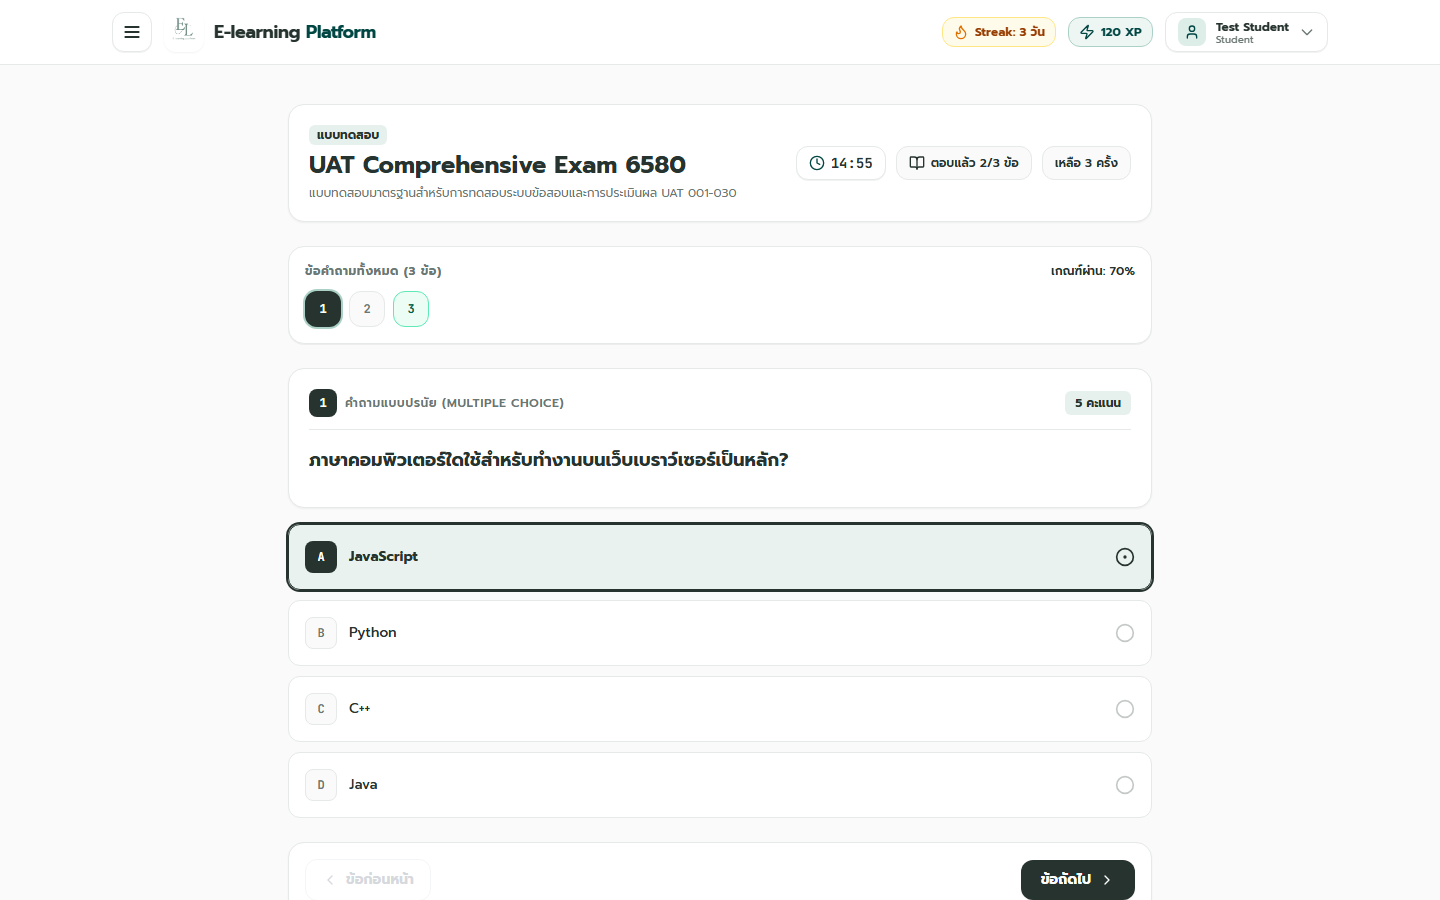 EL
E-learning Platform
Streak: 3 วัน
120 XP
Test Student
Student
แบบทดสอบ
UAT Comprehensive Exam 6580
แบบทดสอบมาตรฐานสำหรับการทดสอบระบบข้อสอบและการประเมินผล UAT 001-030
14:55
ตอบแล้ว 2/3 ข้อ
เหลือ 3 ครั้ง
ข้อคำถามทั้งหมด (3 ข้อ)
เกณฑ์ผ่าน: 70%
1 2 3
1 คำถามแบบปรนัย (MULTIPLE CHOICE)
5 คะแนน
ภาษาคอมพิวเตอร์ใดใช้สำหรับทำงานบนเว็บเบราว์เซอร์เป็นหลัก?
A JavaScript
B Python
C C++
D Java
ข้อก่อนหน้า
ข้อถัดไป